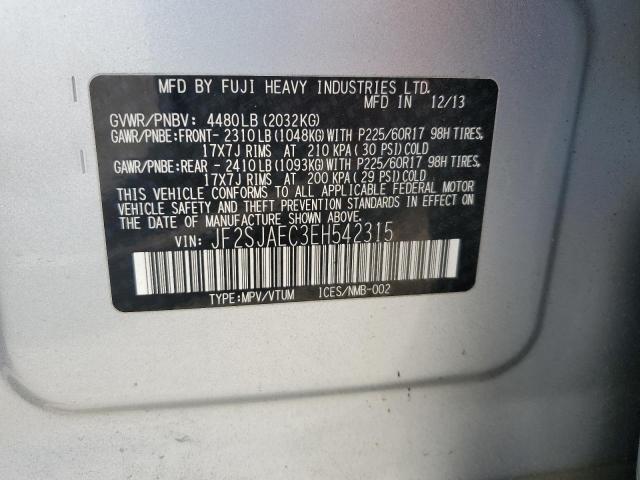 MFD BY FUJI HEAVY INDUSTRIES LTD.
MFD IN 12/13
GVWR/PNBV: 4480LB (2032KG)
GAWR/PNBE:FRONT- 2310LB (1048KG) WITH P225/60R17 98H TIRES,
17X7J RIMS AT 210 KPA ( 30 PSI) COLD
GAWR/PNBE:REAR - 2410LB (1093KG) WITH P225/60R17 98H TIRES,
17X7J RIMS AT 200 KPA ( 29 PSI) COLD
THIS VEHICLE CONFORMS TO ALL APPLICABLE FEDERAL MOTOR
VEHICLE SAFETY AND THEFT PREVENTION STANDARDS IN EFFECT ON
THE DATE OF MANUFACTURE SHOWN ABOVE.
VIN: JF2SJAEC3EH542315
TYPE:MPV/VTUM ICES/NMB-002